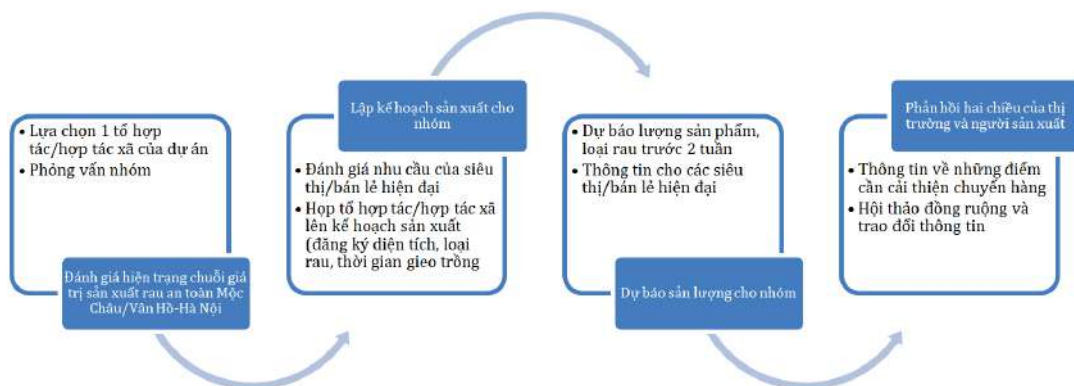 • Lựa chọn 1 tổ hợp
tác/hợp tác xã của dự án
• Phỏng vấn nhóm
Đánh giá hiện trạng chuỗi giá
trị sản xuất rau an toàn Mộc
Châu/Vân Hồ-Hà Nội
Lập kế hoạch sản xuất cho
nhóm
• Đánh giá nhu cầu của siêu
thị/bán lẻ hiện đại
• Họp tổ hợp tác/hợp tác xã
lên kế hoạch sản xuất
(đăng ký diện tích, loại
rau, thời gian gieo trồng
• Dự báo lượng sản phẩm,
loại rau trước 2 tuần
• Thông tin cho các siêu
thị/bán lẻ hiện đại
Dự báo sản lượng cho nhóm
Phản hồi hai chiều của thị
trường và người sản xuất
• Thông tin về những điểm
cần cải thiện chuyển hàng
• Hội thảo đồng ruộng và
trao đổi thông tin